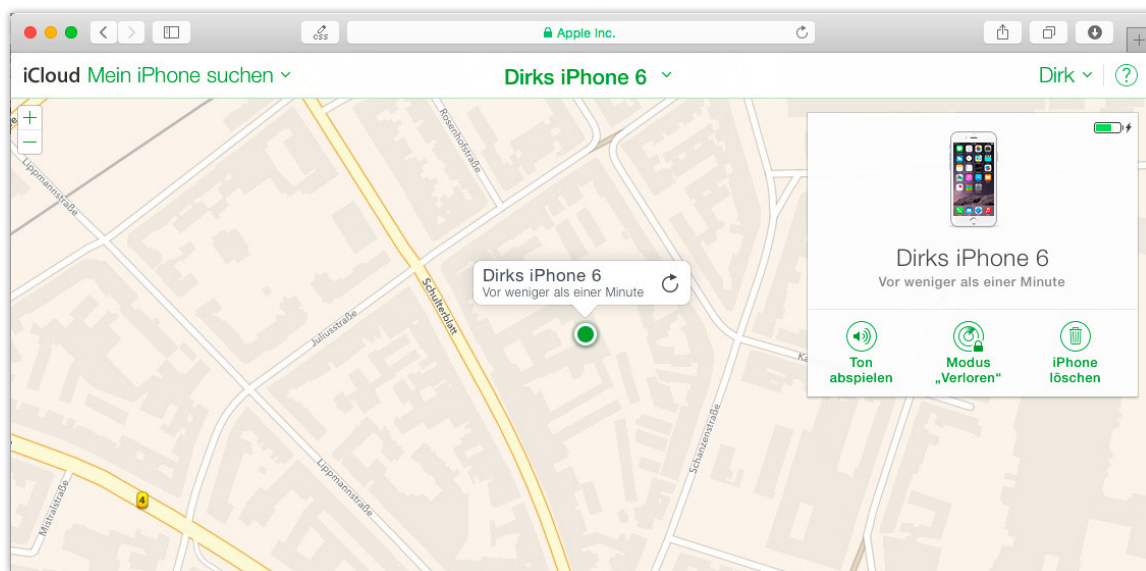 css
Apple Inc.
iCloud Mein iPhone suchen
Dirks iPhone 6
Dirk
?
+
−
Rosenhofstraße
Lippmannstraße
Dirks iPhone 6
Vor weniger als einer Minute
Schulterblatt
Juliusstraße
Dirks iPhone 6
Vor weniger als einer Minute
Ton
abspielen
Modus
„Verloren“
iPhone
löschen
Ka
Schanzenstraße
Lippmannstraße
4
Mistralstraße